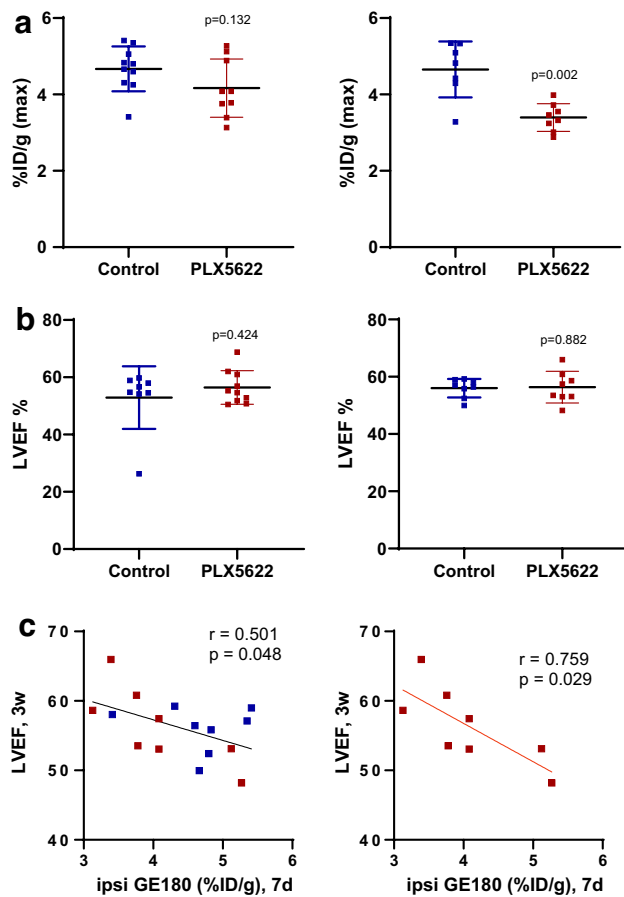 a
%ID/g (max)
6
4
2
0
p=0.132
Control
PLX5622
%ID/g (max)
6
4
2
0
p=0.002
Control
PLX5622
b
LVEF %
80
60
40
20
0
p=0.424
Control
PLX5622
LVEF %
80
60
40
20
0
p=0.882
Control
PLX5622
c
LVEF, 3w
70
60
50
40
r = 0.501
p = 0.048
3 4 5 6
ipsi GE180 (%ID/g), 7d
LVEF, 3w
70
60
50
40
r = 0.759
p = 0.029
3 4 5 6
ipsi GE180 (%ID/g), 7d